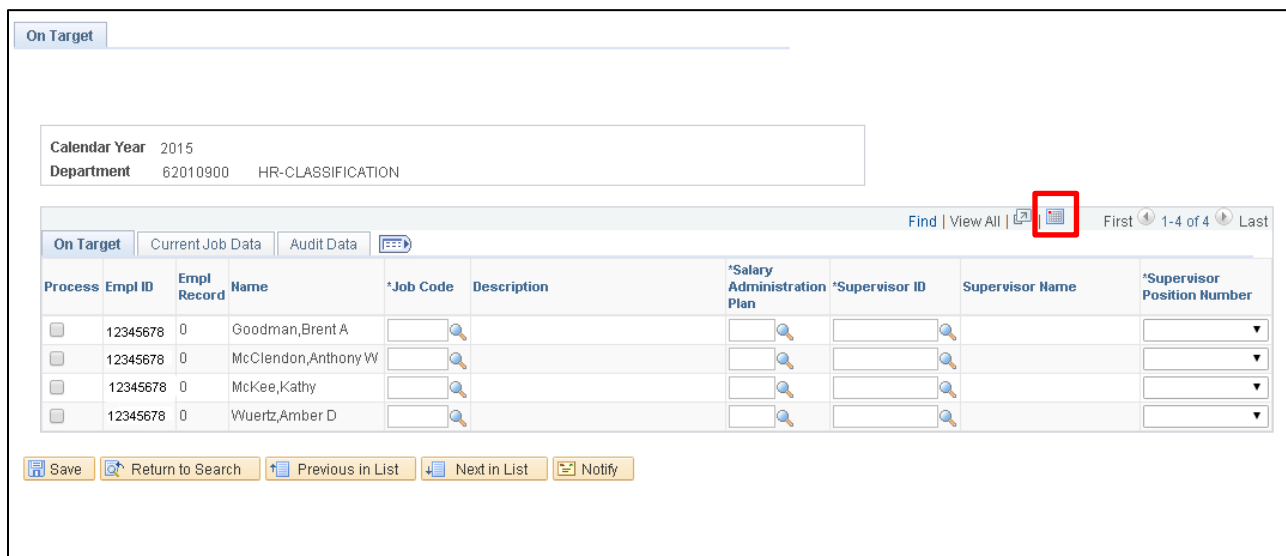 On Target
Calendar Year 2015
Department 62010900 HR-CLASSIFICATION
Find | View All | | First 1-4 of 4 Last
On Target Current Job Data Audit Data
Process Empl ID Empl Record Name *Job Code Description *Salary Administration Plan *Supervisor ID Supervisor Name *Supervisor Position Number
12345678 0 Goodman,Brent A
12345678 0 McClendon,Anthony W
12345678 0 McKee,Kathy
12345678 0 Wuertz,Amber D
Save Return to Search Previous in List Next in List Notify